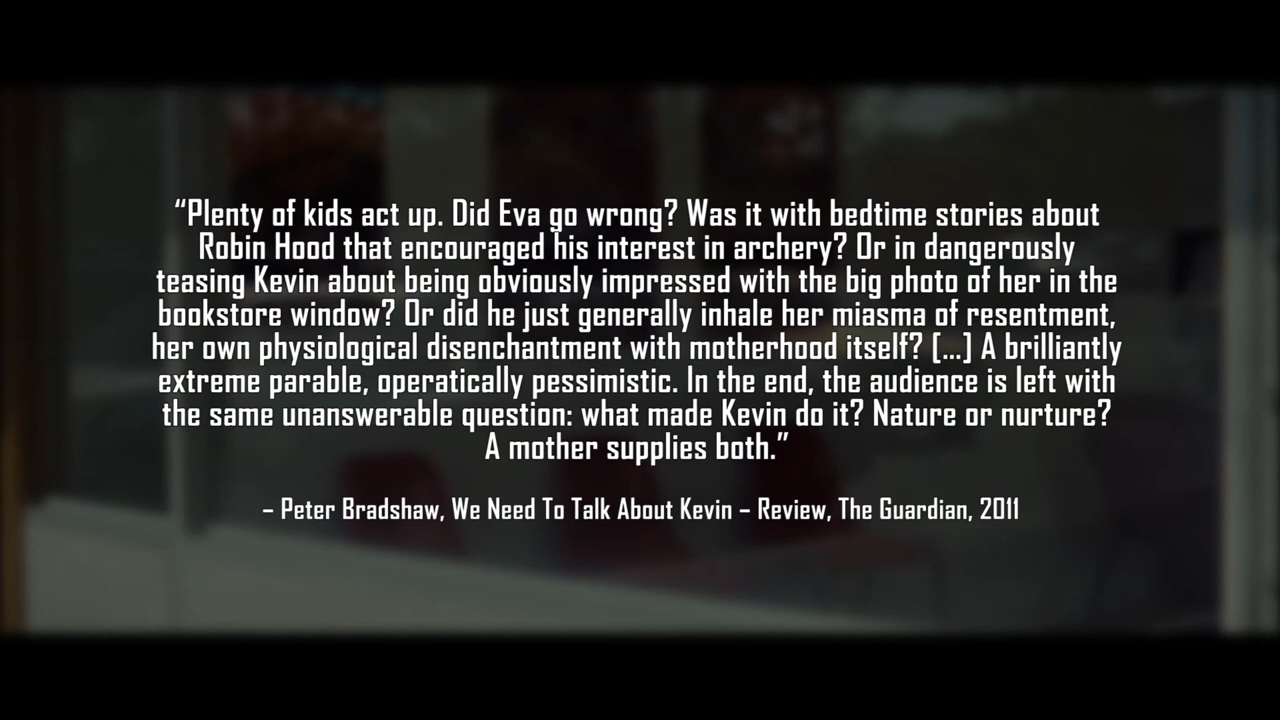 “Plenty of kids act up. Did Eva go wrong? Was it with bedtime stories about
Robin Hood that encouraged his interest in archery? Or in dangerously
teasing Kevin about being obviously impressed with the big photo of her in the
bookstore window? Or did he just generally inhale her miasma of resentment,
her own physiological disenchantment with motherhood itself? [...] A brilliantly
extreme parable, operatically pessimistic. In the end, the audience is left with
the same unanswerable question: what made Kevin do it? Nature or nurture?
A mother supplies both.”
– Peter Bradshaw, We Need To Talk About Kevin – Review, The Guardian, 2011